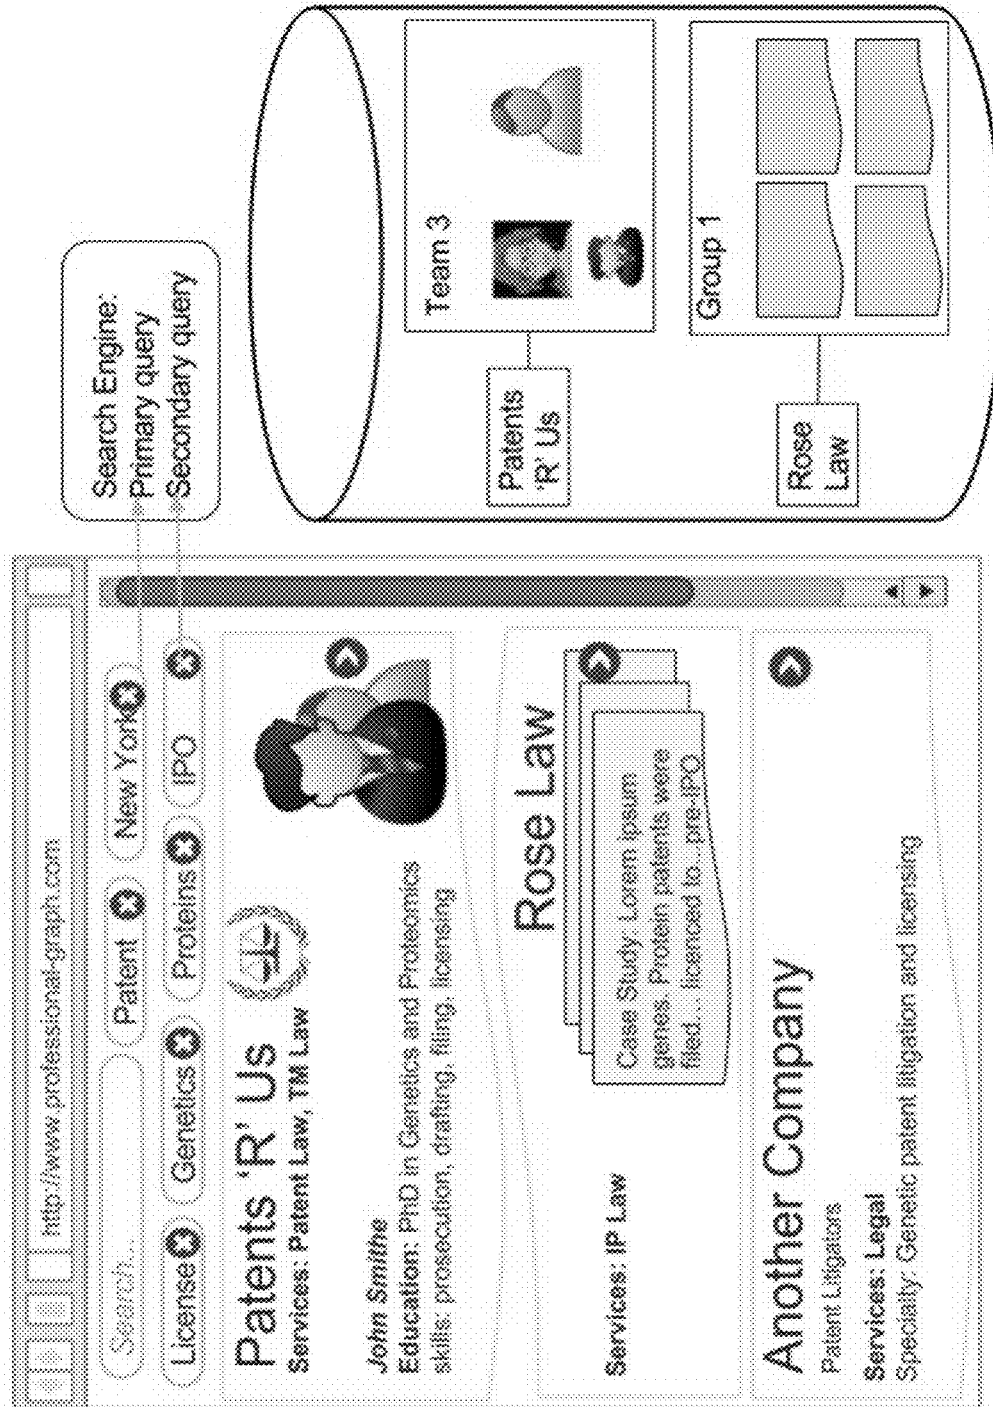 http://www.professional-graph.com
Search...
Patent
New York
License
Genetics
Proteins
IPO
Patents 'R' Us
Services: Patent Law, TM Law
John Smithe
Education: PhD in Genetics and Proteomics
skills: prosecution, drafting, filing, licensing
Rose Law
Services: IP Law
Case Study. Lorem Ipsum
genes. Protein patents were
filed... licenced to... pre-IPO
Another Company
Patent Litigators
Services: Legal
Specialty: Genetic patent litigation and licensing
Search Engine:
Primary query
Secondary query
Patents
'R' Us
Team 3
Rose
Law
Group 1